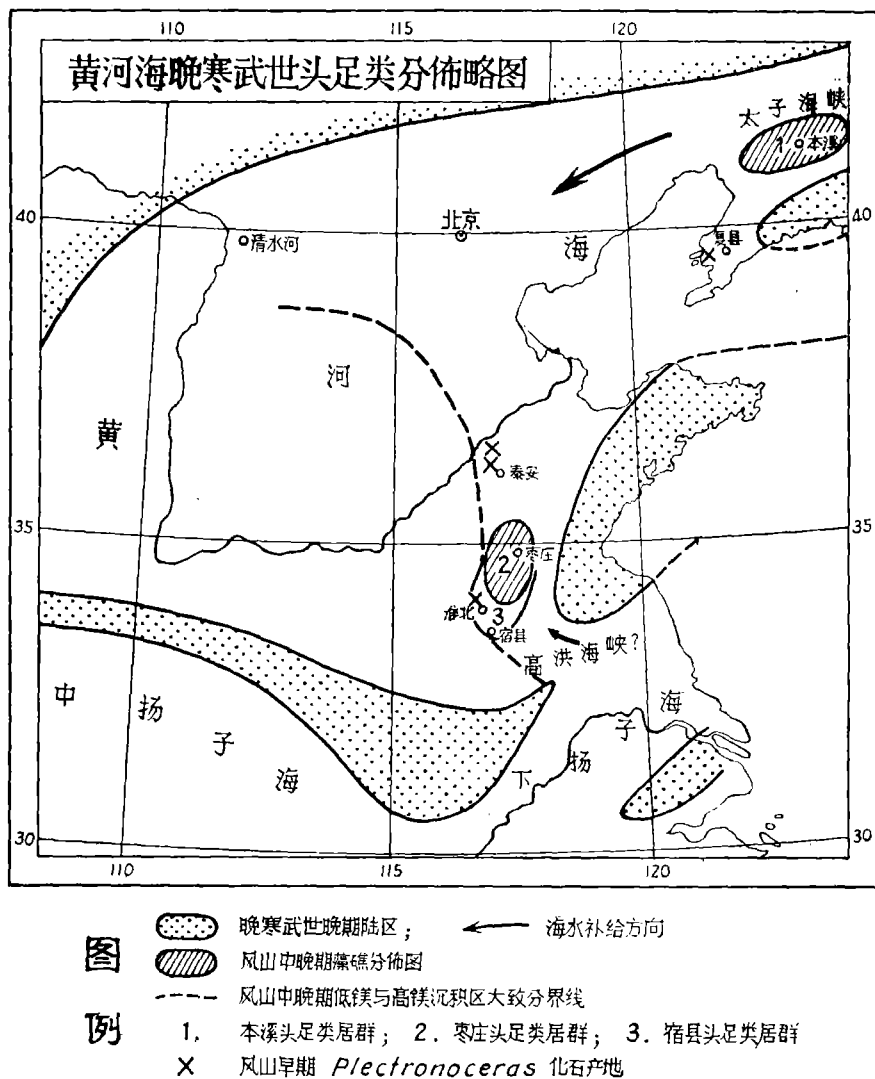 110 115 120
黄河海晚寒武世头足类分佈略图
太子海峡
1 本溪
40 40
北京
清水河
海
复县
河
黄
泰安
35 35
2 枣庄
淮北 3
宿县
高洪海峡?
中扬子海
下扬子海
30 30
110 115 120
图例
晚寒武世晚期陆区; 海水补给方向
凤山中晚期藻礁分佈图
凤山中晚期低镁与高镁沉积区大致分界线
1. 本溪头足类居群; 2. 枣庄头足类居群; 3. 宿县头足类居群
X 凤山早期 Plectronoceras 化石产地